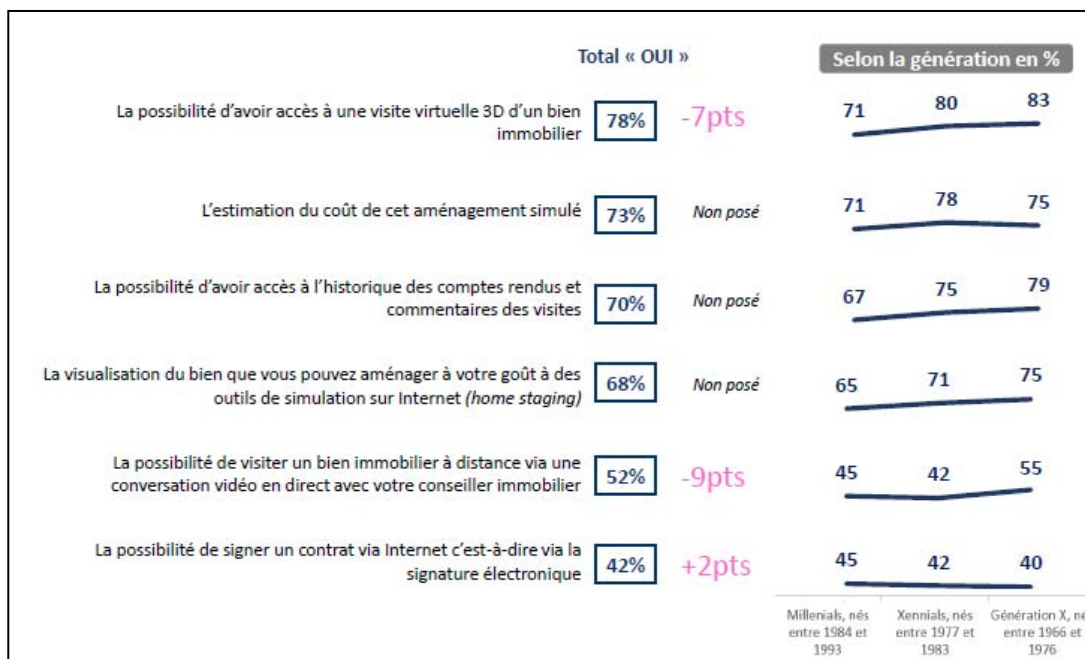 Total « OUI »
Selon la génération en %
La possibilité d'avoir accès à une visite virtuelle 3D d'un bien
immobilier
78%
-7pts
71
80
83
L'estimation du coût de cet aménagement simulé
73%
Non posé
71
78
75
La possibilité d'avoir accès à l'historique des comptes rendus et
commentaires des visites
70%
Non posé
67
75
79
La visualisation du bien que vous pouvez aménager à votre goût à des
outils de simulation sur Internet (home staging)
68%
Non posé
65
71
75
La possibilité de visiter un bien immobilier à distance via une
conversation vidéo en direct avec votre conseiller immobilier
52%
-9pts
45
42
55
La possibilité de signer un contrat via Internet c'est-à-dire via la
signature électronique
42%
+2pts
45
42
40
Millenials, nés
entre 1984 et
1993
Xennials, nés
entre 1977 et
1983
Génération X, né
entre 1966 et
1976